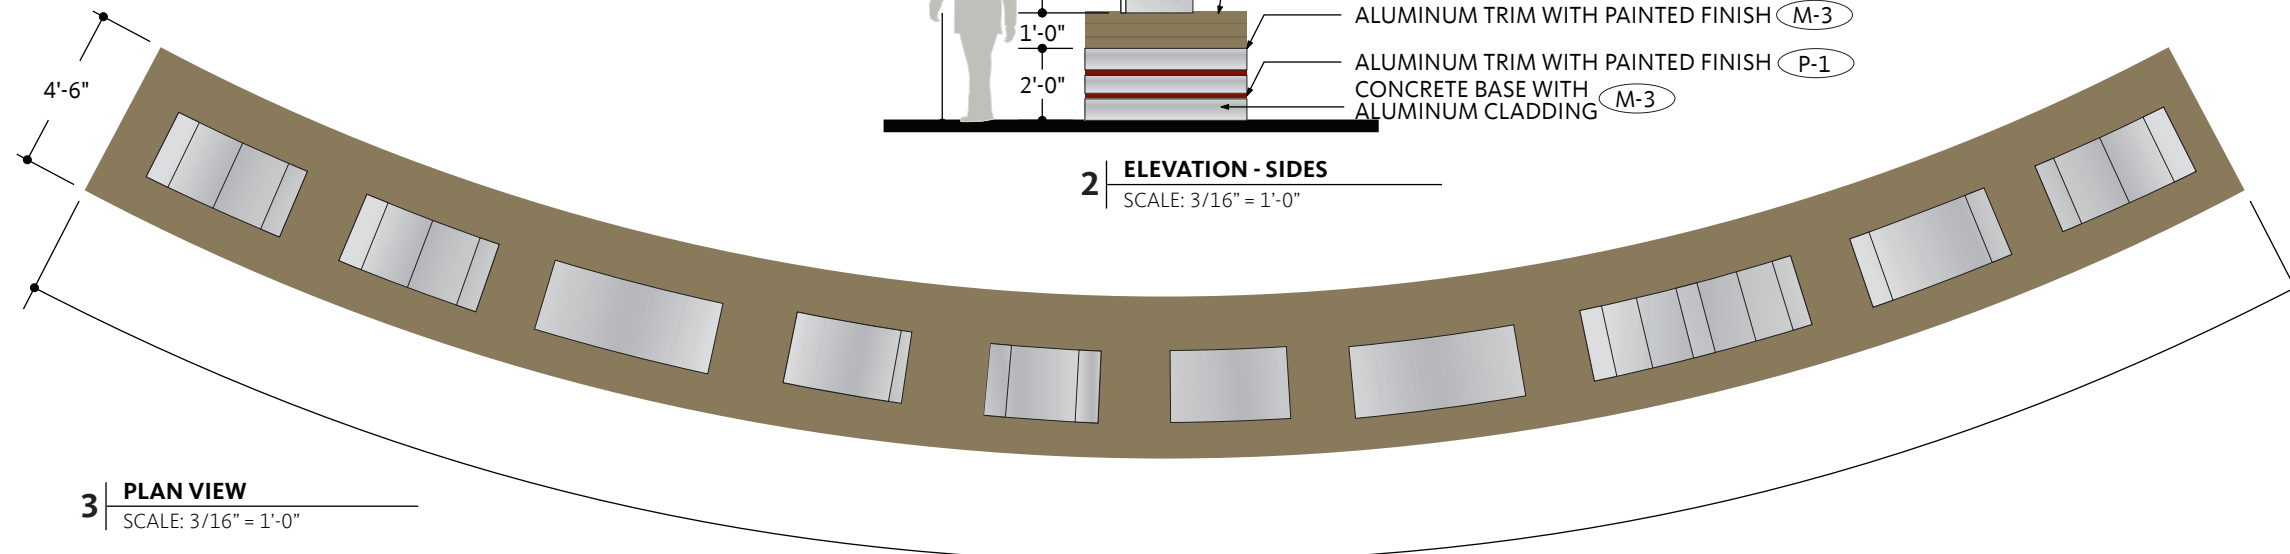 ALUMINUM TRIM WITH PAINTED FINISH M-3
1'-0"
ALUMINUM TRIM WITH PAINTED FINISH P-1
4'-6"
2'-0"
CONCRETE BASE WITH
ALUMINUM CLADDING M-3
2 ELEVATION - SIDES
SCALE: 3/16” = 1’-0”
3 PLAN VIEW
SCALE: 3/16” = 1’-0”